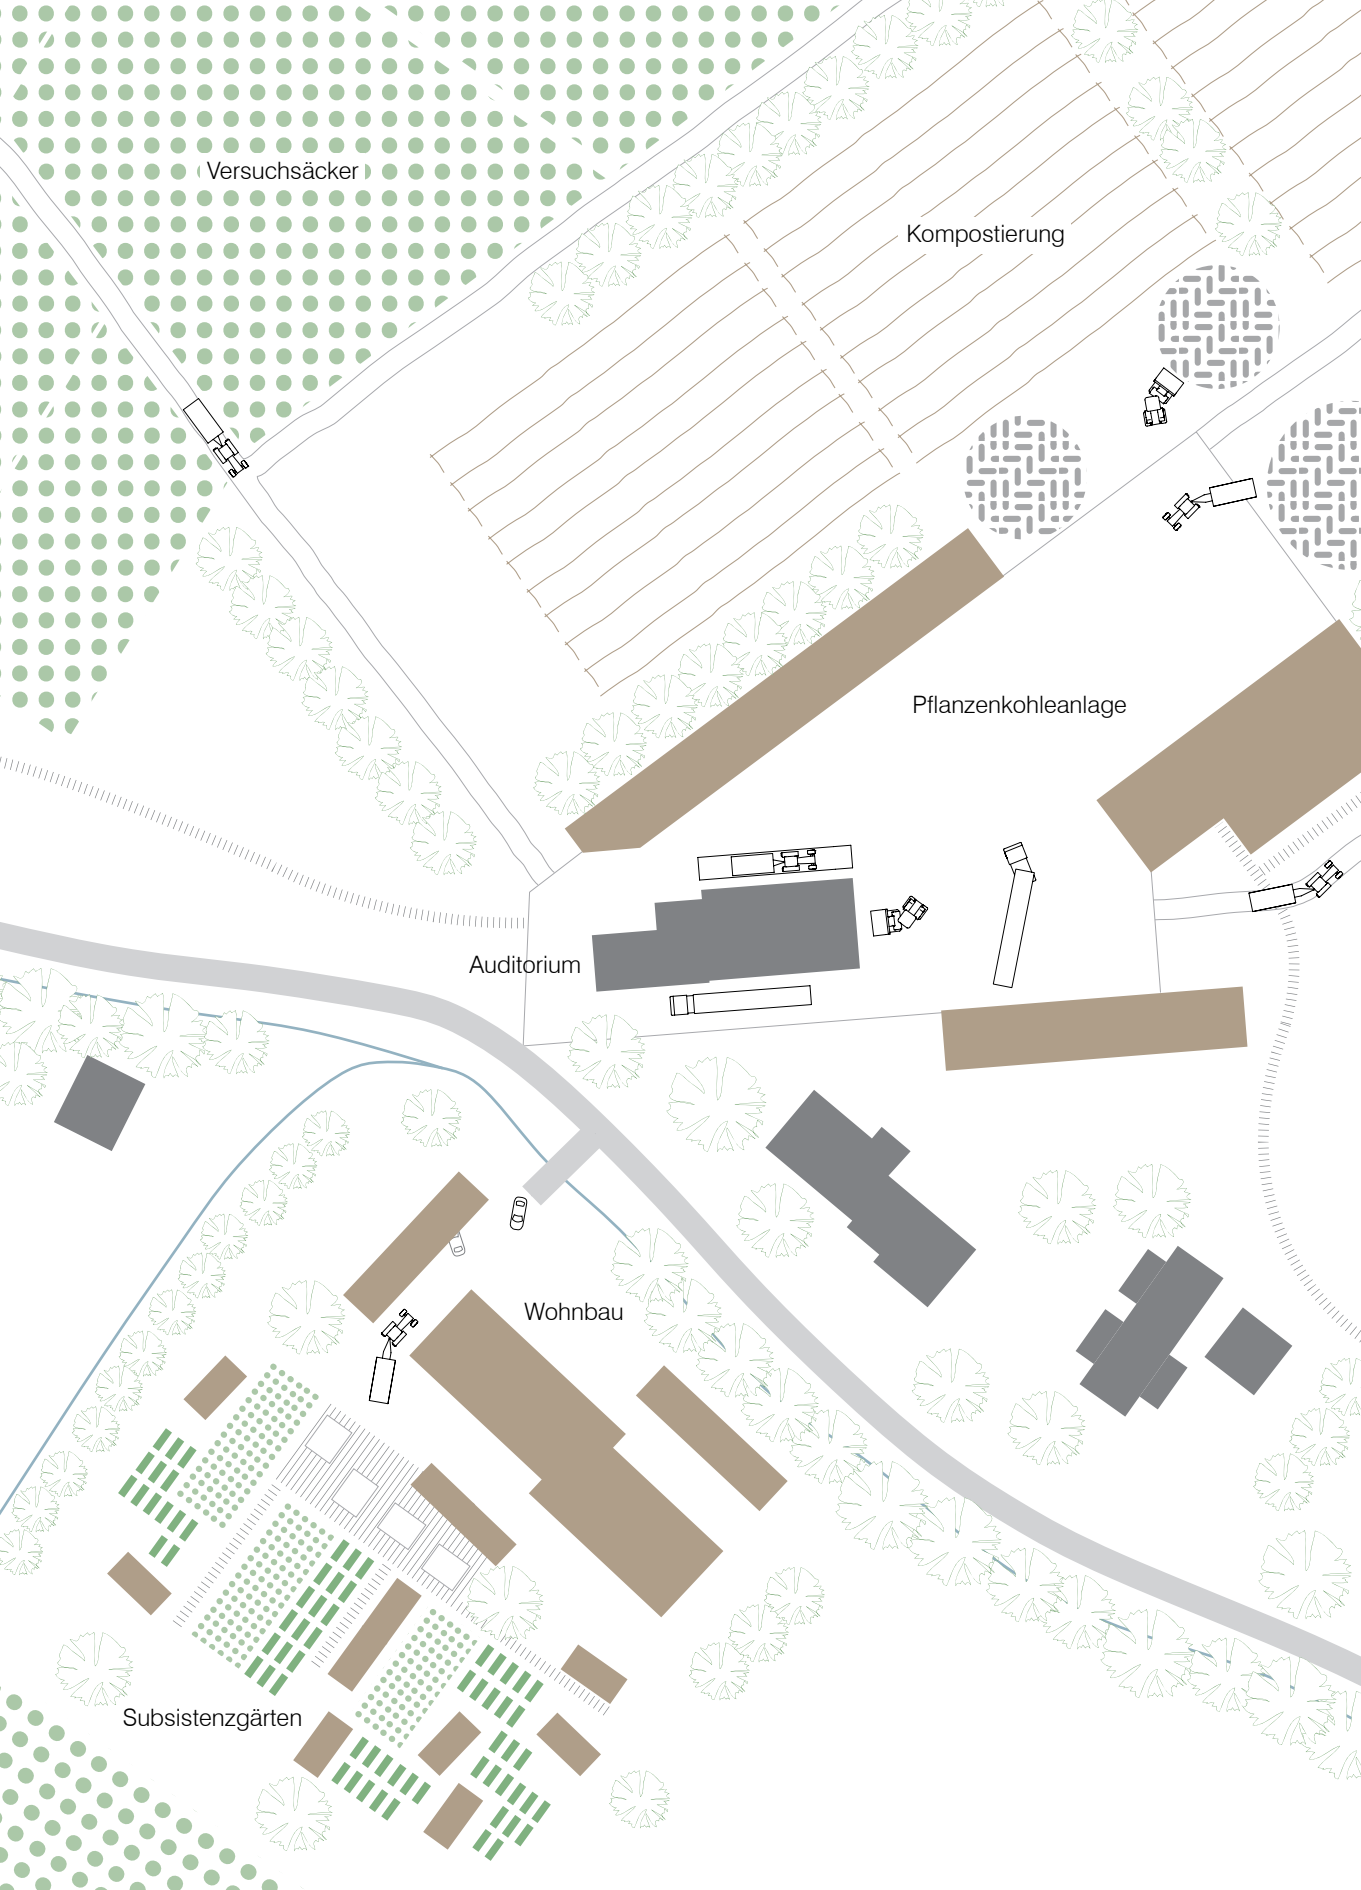 Versuchsäcker
Kompostierung
Pflanzenkohleanlage
Auditorium
Wohnbau
Subsistenzgärten